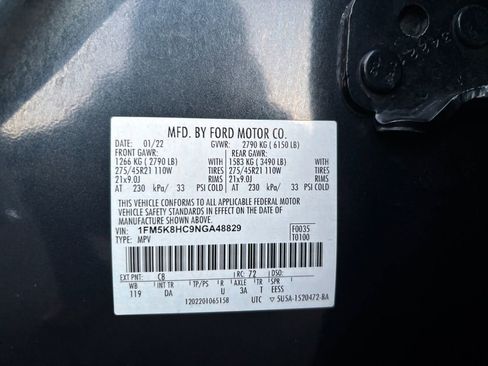 MFD. BY FORD MOTOR CO.
DATE: 01/22 GVWR: 2790 KG ( 6150 LB)
FRONT GAWR: REAR GAWR:
1266 KG ( 2790 LB) WITH 1583 KG ( 3490 LB) WITH
275/45R21 110W TIRES 275/45R21 110W TIRES
21x9.0J RIMS 21x9.0J RIMS
AT 230 kPa/ 33 PSI COLD AT 230 kPa/ 33 PSI COLD
THIS VEHICLE CONFORMS TO ALL APPLICABLE FEDERAL MOTOR
VEHICLE SAFETY STANDARDS IN EFFECT ON THE DATE OF
MANUFACTURE SHOWN ABOVE.
VIN: 1FM5K8HC9NGA48829 F0035
TYPE: MPV T0100
EXT PNT: CB RC: 72 DSO:
WB INT TR TP/PS R AXLE TR SPR
119 DA U 3A T EESS
1202201065158 UTC 5U5A-1520472-BA